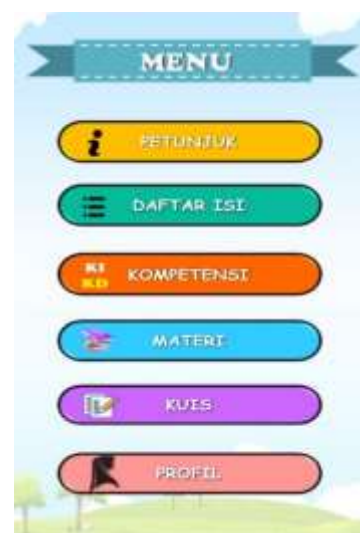 MENU
PETUNJUK
DAFTAR ISI
KI
KD
KOMPETENSI
MATERI
KUIS
PROFIL